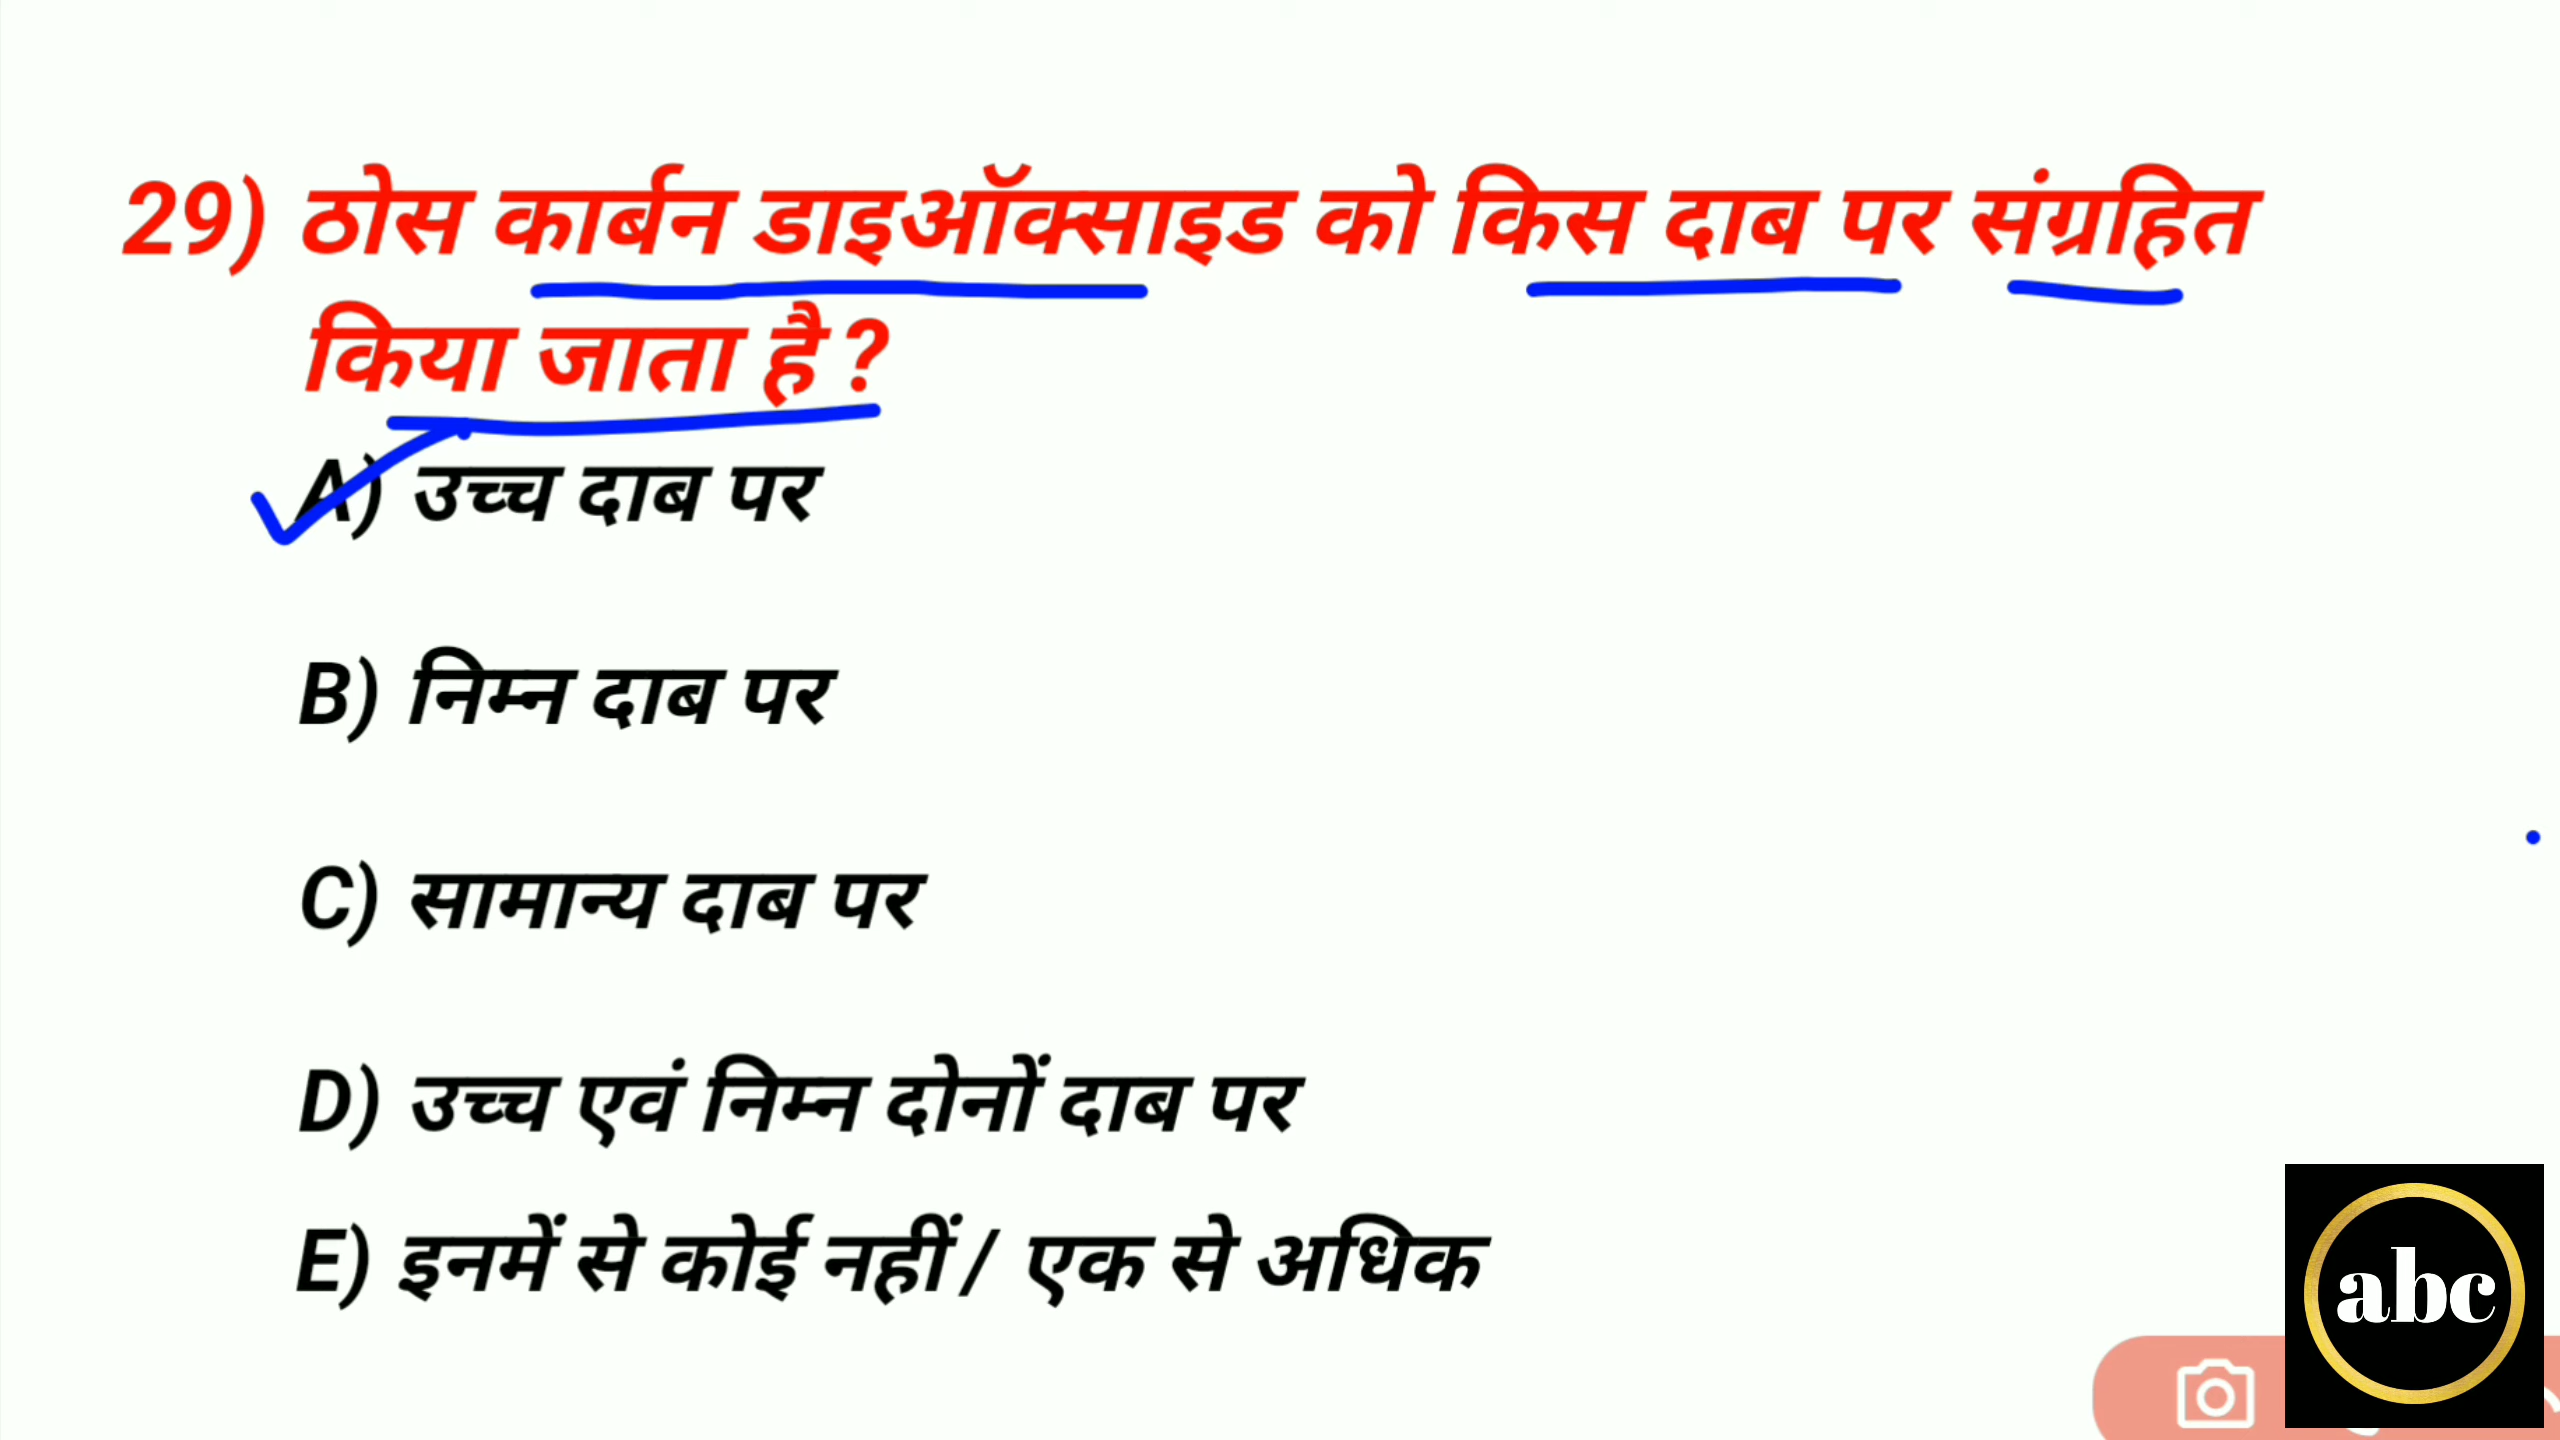 29) ठोस कार्बन डाइऑक्साइड को किस दाब पर संग्रहित
किया जाता है ?
A) उच्च दाब पर
B) निम्न दाब पर
C) सामान्य दाब पर
D) उच्च एवं निम्न दोनों दाब पर
E) इनमें से कोई नहीं / एक से अधिक
abc